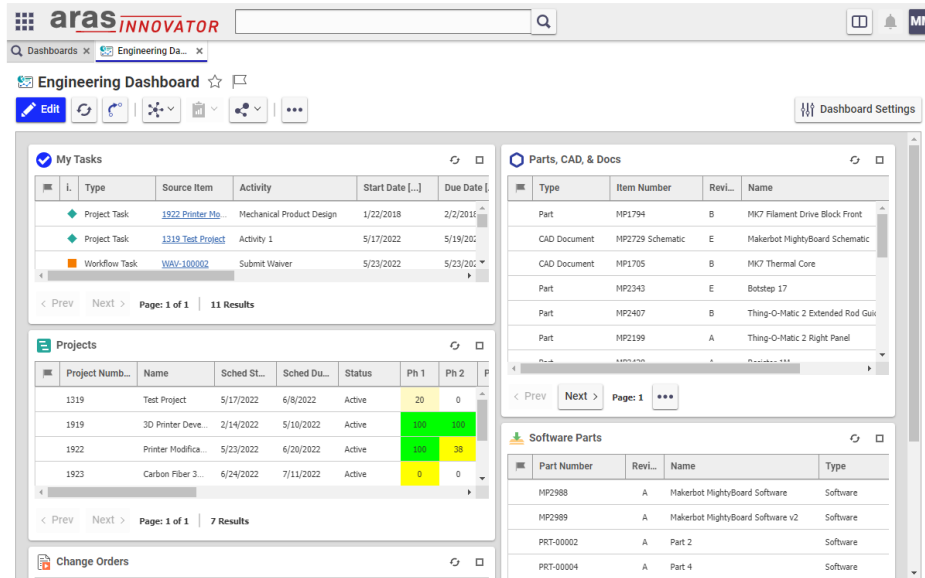 aras INNOVATOR
MM
Dashboards × Engineering Da... ×
Engineering Dashboard
Edit
Dashboard Settings
My Tasks
i. Type Source Item Activity Start Date [...] Due Date [.
Project Task 1922 Printer Mo... Mechanical Product Design 1/22/2018 2/2/2018
Project Task 1319 Test Project Activity 1 5/17/2022 5/19/202
Workflow Task WAV-100002 Submit Waiver 5/23/2022 5/23/202
< Prev Next > Page: 1 of 1 11 Results
Projects
Project Numb... Name Sched St... Sched Du... Status Ph 1 Ph 2 P
1319 Test Project 5/17/2022 6/8/2022 Active 20 0
1919 3D Printer Deve... 2/14/2022 5/10/2022 Active 100 100
1922 Printer Modifica... 5/23/2022 6/20/2022 Active 100 38
1923 Carbon Fiber 3... 6/24/2022 7/11/2022 Active 0 0
< Prev Next > Page: 1 of 1 7 Results
Change Orders
Parts, CAD, & Docs
Type Item Number Revi... Name
Part MP1794 B MK7 Filament Drive Block Front
CAD Document MP2729 Schematic E Makerbot MightyBoard Schematic
CAD Document MP1705 B MK7 Thermal Core
Part MP2343 E Botstep 17
Part MP2407 B Thing-O-Matic 2 Extended Rod Guid
Part MP2199 A Thing-O-Matic 2 Right Panel
< Prev Next > Page: 1
Software Parts
Part Number Revi... Name Type
MP2988 A Makerbot MightyBoard Software Software
MP2989 A Makerbot MightyBoard Software v2 Software
PRT-00002 A Part 2 Software
PRT-00004 A Part 4 Software